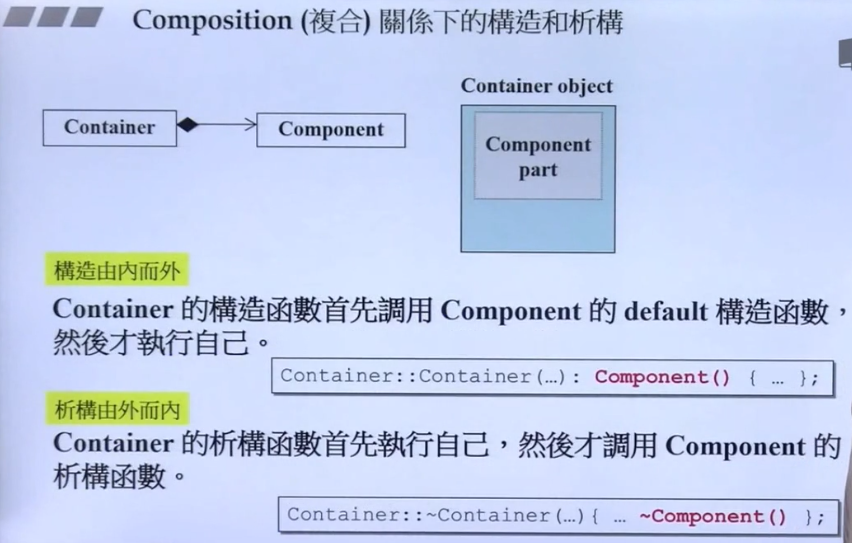 Composition (複合) 關係下的構造和析構
Container object
Container
Component
Component
part
構造由內而外
Container 的構造函數首先調用 Component 的 default 構造函數，
然後才執行自己。
Container::Container(…): Component() { … };
析構由外而內
Container 的析構函數首先執行自己，然後才調用 Component 的
析構函數。
Container::~Container(…){ … ~Component() };